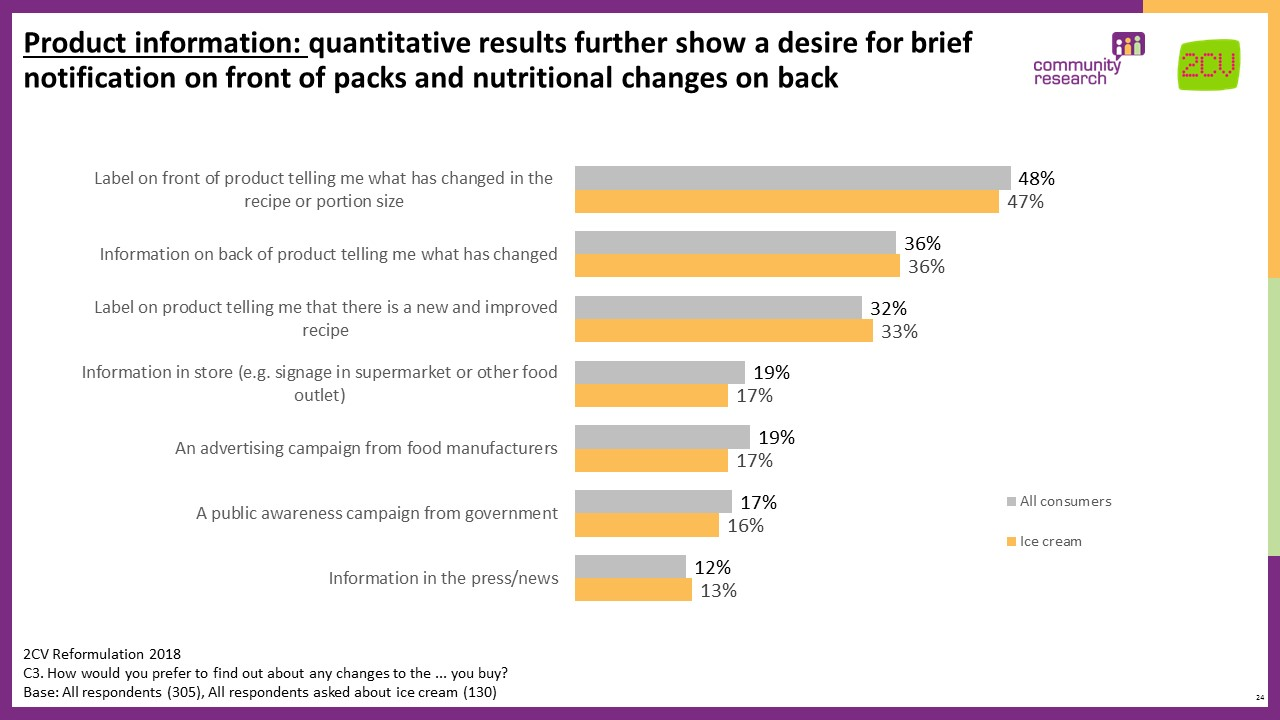 Product information: quantitative results further show a desire for brief
notification on front of packs and nutritional changes on back
community
research
2CV
Label on front of product telling me what has changed in the
recipe or portion size
48%
47%
Information on back of product telling me what has changed
36%
36%
Label on product telling me that there is a new and improved
recipe
32%
33%
Information in store (e.g. signage in supermarket or other food
outlet)
19%
17%
An advertising campaign from food manufacturers
19%
17%
A public awareness campaign from government
17%
16%
Information in the press/news
12%
13%
All consumers
Ice cream
2CV Reformulation 2018
C3. How would you prefer to find out about any changes to the ... you buy?
Base: All respondents (305), All respondents asked about ice cream (130)
24